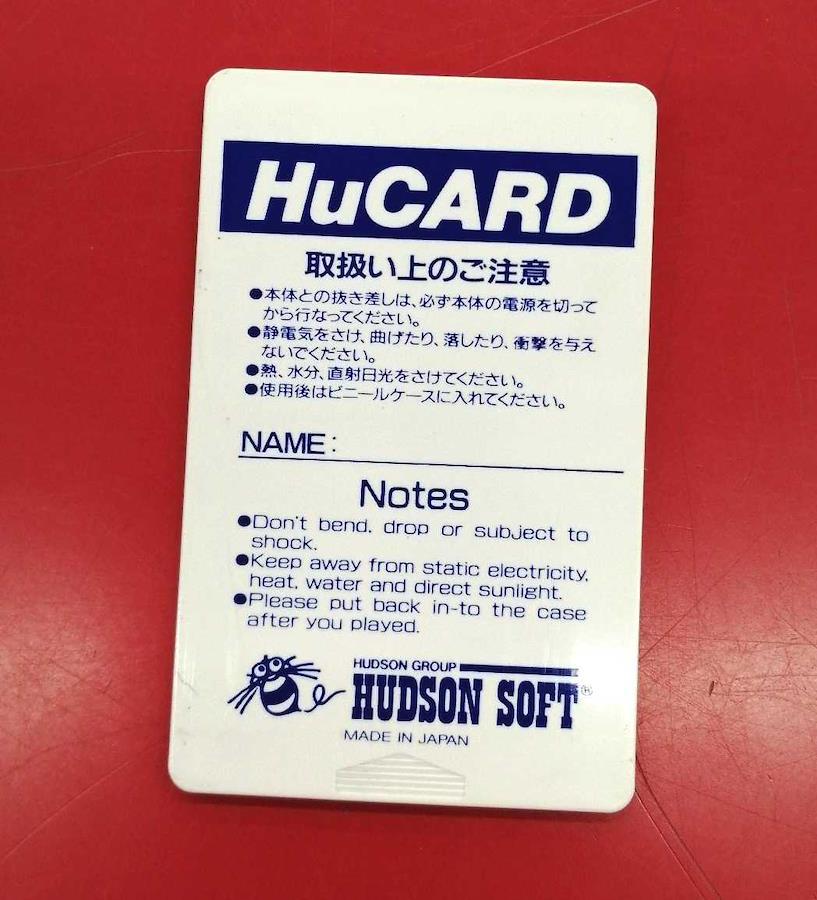 HuCARD
取扱い上のご注意
●本体との抜き差しは、必ず本体の電源を切って
から行なってください。
●静電気をさけ、曲げたり、落したり、衝撃を与え
ないでください。
●熱、水分、直射日光をさけてください。
●使用後はビニールケースに入れてください。
NAME:
Notes
●Don't bend, drop or subject to
shock.
●Keep away from static electricity,
heat, water and direct sunlight.
●Please put back in-to the case
after you played.
HUDSON GROUP
HUDSON SOFT®
MADE IN JAPAN